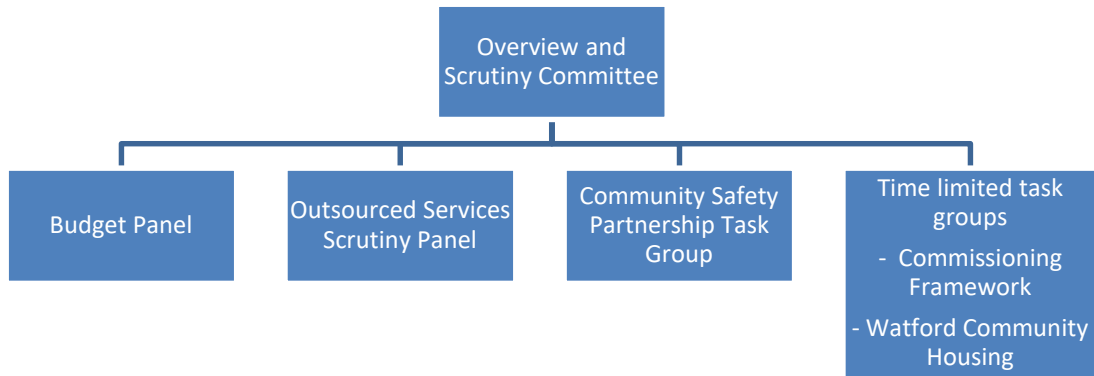 Overview and
Scrutiny Committee
Budget Panel
Outsourced Services
Scrutiny Panel
Community Safety
Partnership Task
Group
Time limited task
groups
- Commissioning
Framework
- Watford Community
Housing